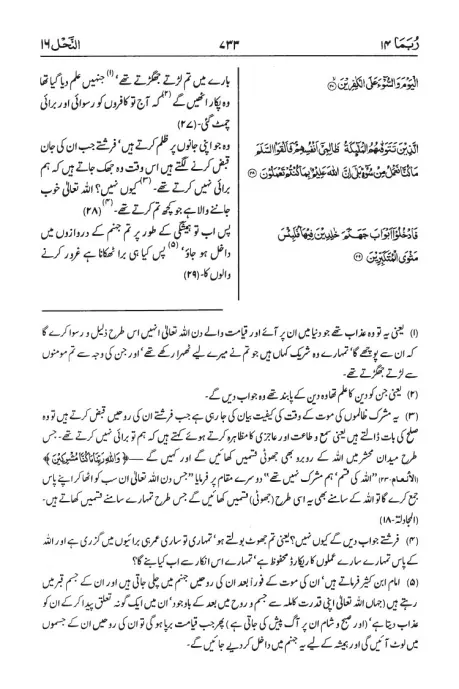 رُبَمَا ۱۴
۷۳۳
النَّحْل ۱۶
الْيَوْمَ وَالسُّوْٓءَ عَلَى الْكٰفِرِيْنَ
الَّذِيْنَ تَتَوَفّٰىهُمُ الْمَلٰٓئِكَةُ ظَالِمِيْٓ اَنْفُسِهِمْ فَاَلْقَوُا السَّلَمَ
مَا كُنَّا نَعْمَلُ مِنْ سُوْٓءٍ بَلٰٓى اِنَّ اللّٰهَ عَلِيْمٌۢ بِمَا كُنْتُمْ تَعْمَلُوْنَ
فَادْخُلُوْٓا اَبْوَابَ جَهَنَّمَ خٰلِدِيْنَ فِيْهَا فَلَبِئْسَ
مَثْوَى الْمُتَكَبِّرِيْنَ
بارے میں تم لڑتے جھگڑتے تھے،(۱) جنہیں علم دیا گیا تھا
وہ پکار اٹھیں گے(۲) کہ آج تو کافروں کو رسوائی اور برائی
چمٹ گئی۔ (۲۷)
وہ جو اپنی جانوں پر ظلم کرتے ہیں، فرشتے جب ان کی جان
قبض کرنے لگتے ہیں اس وقت وہ جھک جاتے ہیں کہ ہم
برائی نہیں کرتے تھے۔(۳) کیوں نہیں؟ اللہ تعالیٰ خوب
جاننے والا ہے جو کچھ تم کرتے تھے۔(۴) (۲۸)
پس اب تو ہمیشگی کے طور پر تم جہنم کے دروازوں میں
داخل ہو جاؤ،(۵) پس کیا ہی برا ٹھکانا ہے غرور کرنے
والوں کا۔ (۲۹)
(۱) یعنی یہ تو وہ عذاب تھے جو دنیا میں ان پر آئے اور قیامت والے دن اللہ تعالیٰ انہیں اس طرح ذلیل و رسوا کرے گا
کہ ان سے پوچھے گا، تمہارے وہ شریک کہاں ہیں جو تم نے میرے لیے ٹھہرا رکھے تھے، اور جن کی وجہ سے تم مومنوں
سے لڑتے جھگڑتے تھے۔
(۲) یعنی جن کو دین کا علم تھا وہ دین کے پابند تھے وہ جواب دیں گے۔
(۳) یہ مشرک ظالموں کی موت کے وقت کی کیفیت بیان کی جا رہی ہے جب فرشتے ان کی روحیں قبض کرتے ہیں تو وہ
صلح کی بات ڈالتے ہیں یعنی سمع و طاعت اور عاجزی کا مظاہرہ کرتے ہوئے کہتے ہیں کہ ہم تو برائی نہیں کرتے تھے۔ جس
طرح میدان محشر میں اللہ کے روبرو بھی جھوٹی قسمیں کھائیں گے اور کہیں گے ۔ ﴿ وَاللّٰهِ رَبِّنَا مَا كُنَّا مُشْرِكِيْنَ ﴾
(الأنعام-۲۳) ”اللہ کی قسم، ہم مشرک نہیں تھے“ دوسرے مقام پر فرمایا ”جس دن اللہ تعالیٰ ان سب کو اٹھا کر اپنے پاس
جمع کرے گا تو اللہ کے سامنے بھی یہ اسی طرح (جھوٹی) قسمیں کھائیں گے جس طرح تمہارے سامنے قسمیں کھاتے ہیں۔
(المجادلة-۱۸)
(۴) فرشتے جواب دیں گے کیوں نہیں؟ یعنی تم جھوٹ بولتے ہو، تمہاری تو ساری عمر ہی برائیوں میں گزری ہے اور اللہ
کے پاس تمہارے سارے عملوں کا ریکارڈ محفوظ ہے، تمہارے اس انکار سے اب کیا بنے گا؟
(۵) امام ابن کثیر فرماتے ہیں، ان کی موت کے فوراً بعد ان کی روحیں جہنم میں چلی جاتی ہیں اور ان کے جسم قبر میں
رہتے ہیں (جہاں اللہ تعالیٰ اپنی قدرت کاملہ سے جسم و روح میں بعد کے باوجود، ان میں ایک گونہ تعلق پیدا کر کے ان کو
عذاب دیتا ہے، (اور صبح و شام ان پر آگ پیش کی جاتی ہے) پھر جب قیامت برپا ہوگی تو ان کی روحیں ان کے جسموں
میں لوٹ آئیں گی اور ہمیشہ کے لیے یہ جہنم میں داخل کر دیے جائیں گے۔